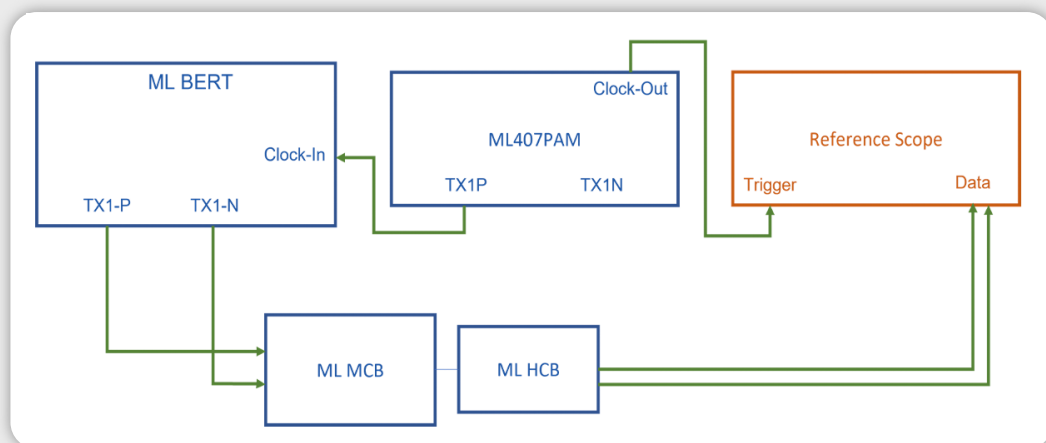 ML BERT
Clock-In
TX1-P TX1-N
Clock-Out
ML407PAM
TX1P TX1N
Reference Scope
Trigger Data
ML MCB
ML HCB